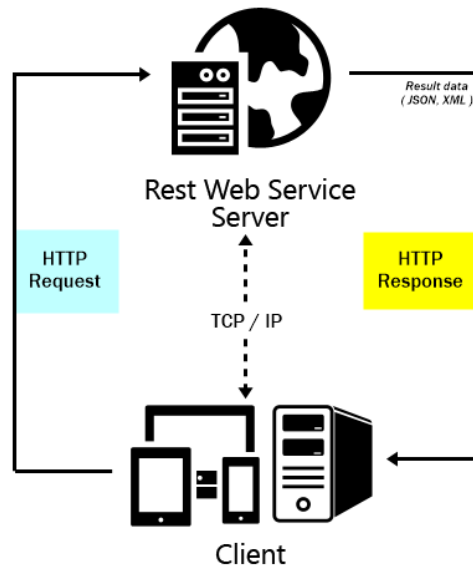 Result data
( JSON, XML )
Rest Web Service
Server
HTTP
Request
HTTP
Response
TCP / IP
Client